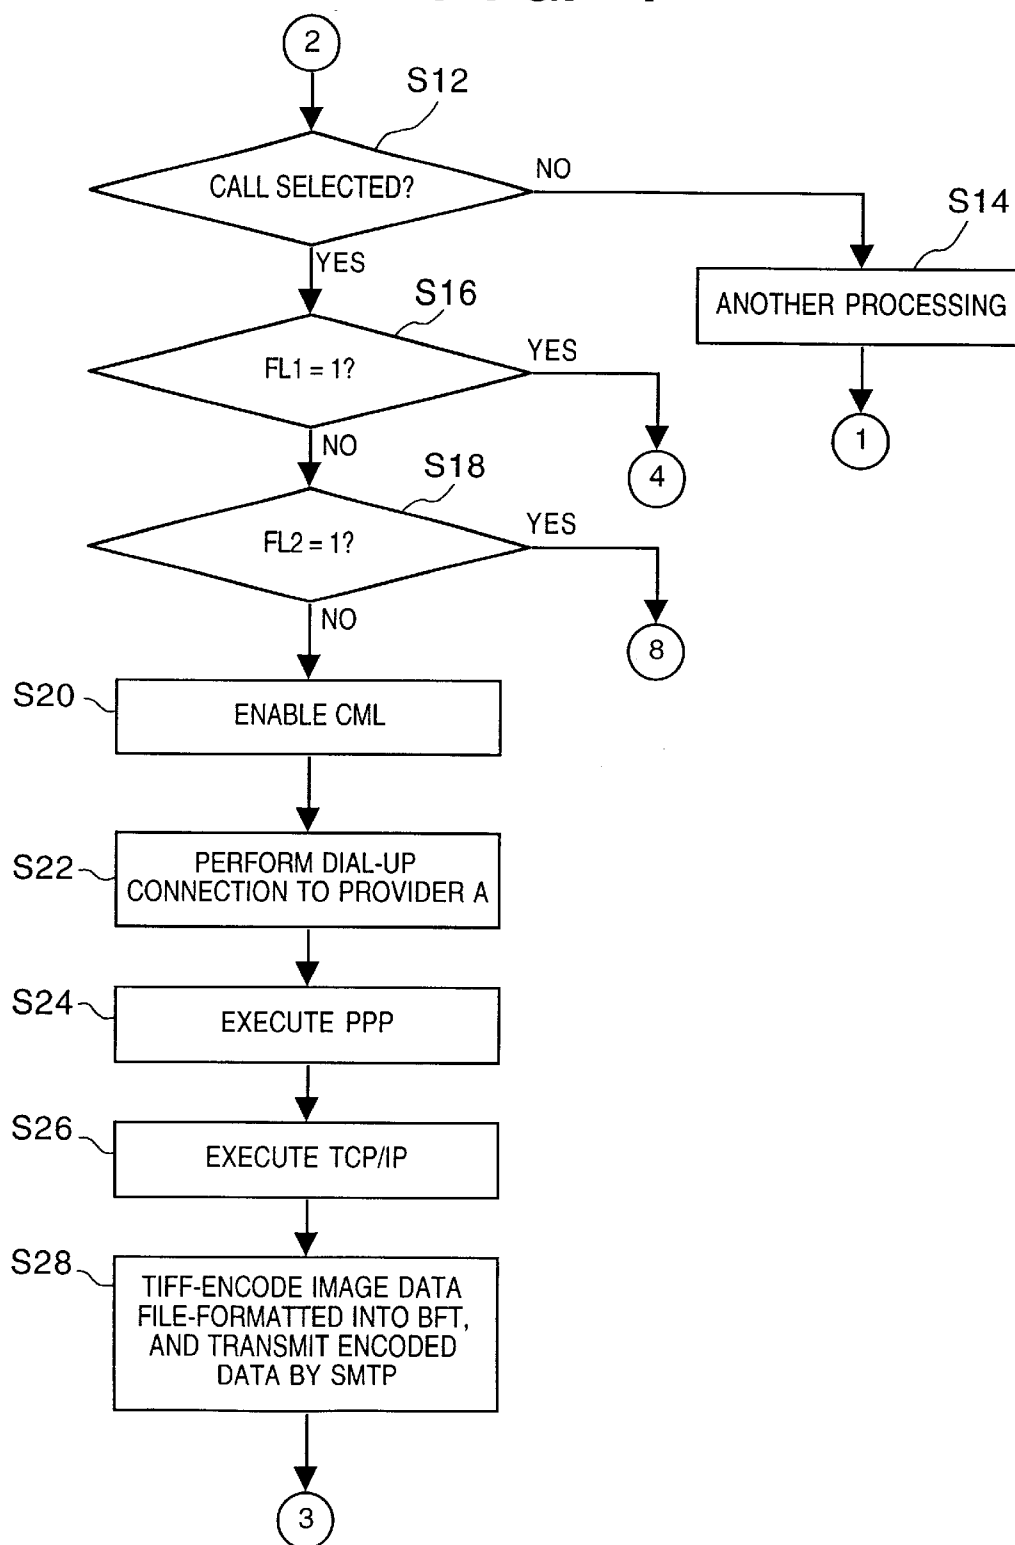 2
S12
CALL SELECTED?
NO
S14
YES
ANOTHER PROCESSING
S16
FL1 = 1?
YES
1
4
NO
S18
FL2 = 1?
YES
8
NO
S20
ENABLE CML
S22
PERFORM DIAL-UP
CONNECTION TO PROVIDER A
S24
EXECUTE PPP
S26
EXECUTE TCP/IP
S28
TIFF-ENCODE IMAGE DATA
FILE-FORMATTED INTO BFT,
AND TRANSMIT ENCODED
DATA BY SMTP
3